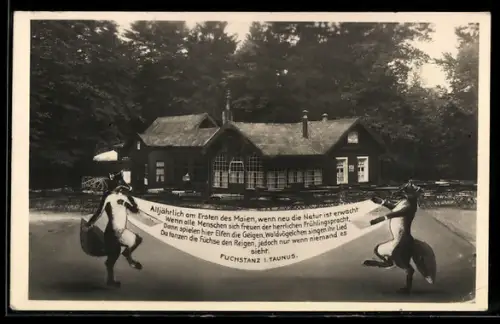 Alljährlich am Ersten des Maien, wenn neu die Natur ist erwacht
Wenn alle Menschen sich freuen der herrlichen Frühlingspracht,
Dann spielen hier Elfen die Geigen, Waldvögelchen singen ihr Lied
Da tanzen die Füchse den Reigen, jedoch nur wenn niemand es
sieht.
FUCHSTANZ I. TAUNUS.